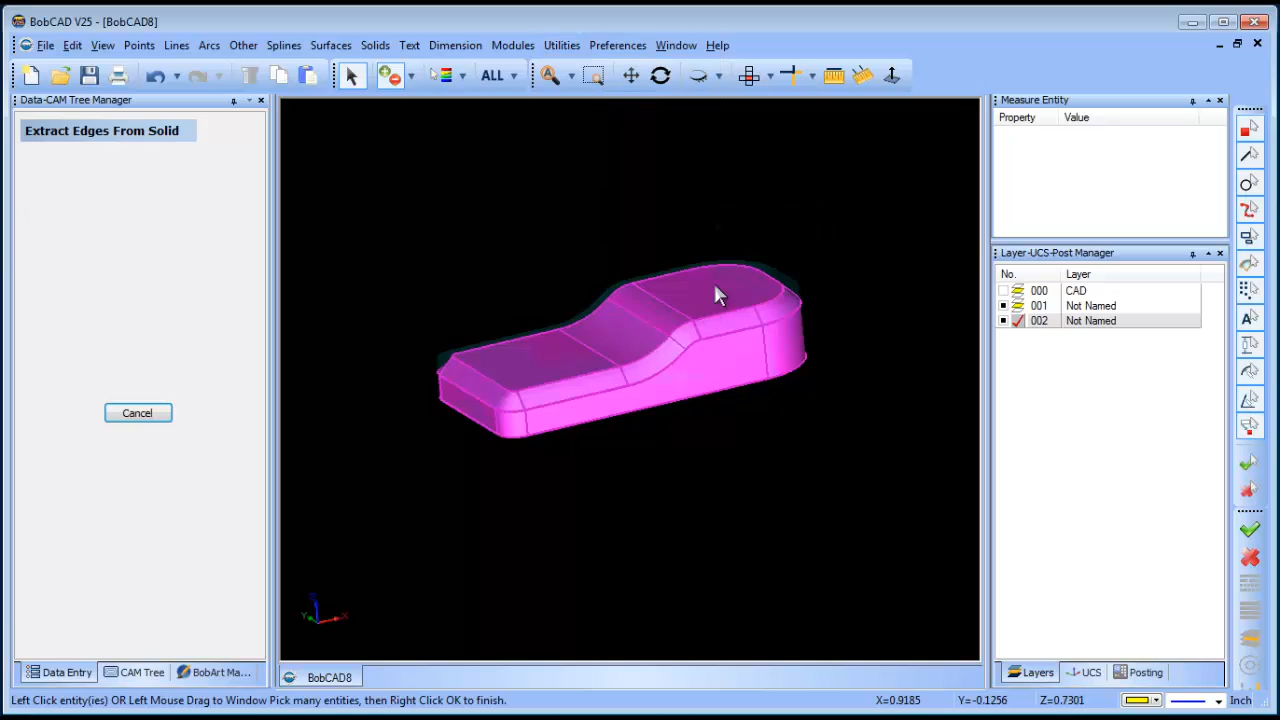 BobCAD V25 - [BobCAD8]
File Edit View Points Lines Arcs Other Splines Surfaces Solids Text Dimension Modules Utilities Preferences Window Help
ALL
Data-CAM Tree Manager
Extract Edges From Solid
Cancel
Z
Y X
Data Entry CAM Tree BobArt Ma...
BobCAD8
Measure Entity
Property Value
Layer-UCS-Post Manager
No. Layer
000 CAD
001 Not Named
002 Not Named
Layers UCS Posting
Left Click entity(ies) OR Left Mouse Drag to Window Pick many entities, then Right Click OK to finish. X=0.9185 Y=-0.1256 Z=0.7301 Inch